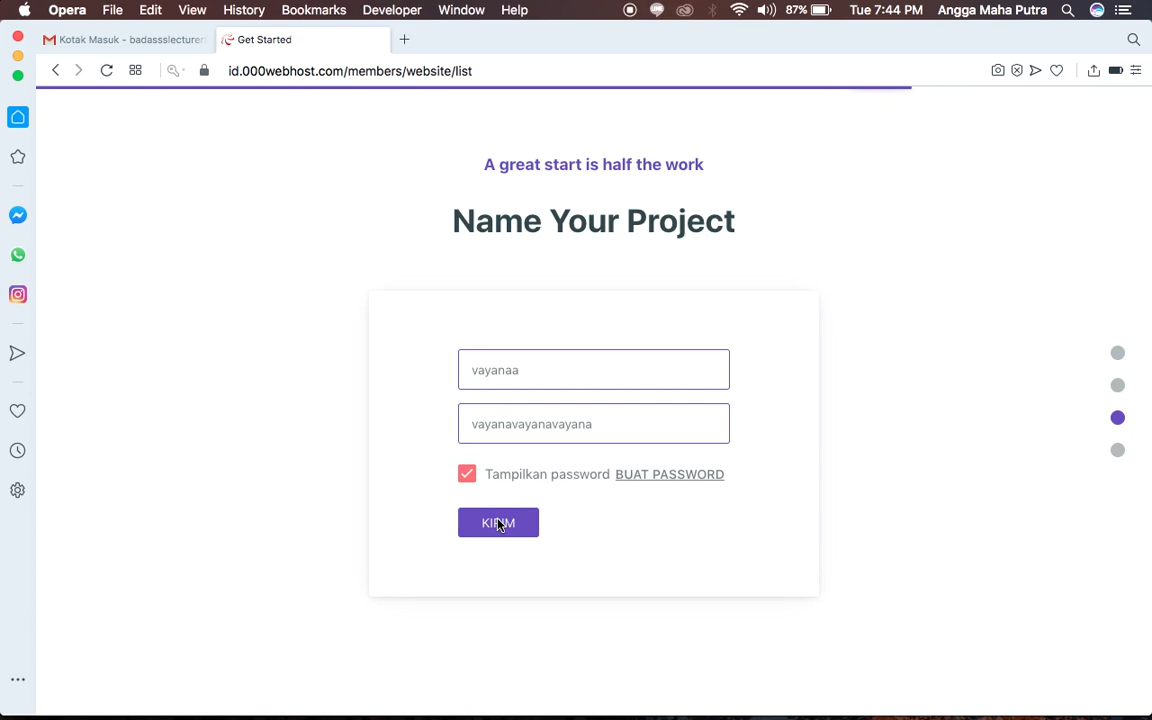 Opera File Edit View History Bookmarks Developer Window Help 87% Tue 7:44 PM Angga Maha Putra
Kotak Masuk - badassslecturer
Get Started
id.000webhost.com/members/website/list
A great start is half the work
Name Your Project
vayanaa
vayanavayanavayana
Tampilkan password BUAT PASSWORD
KIRIM